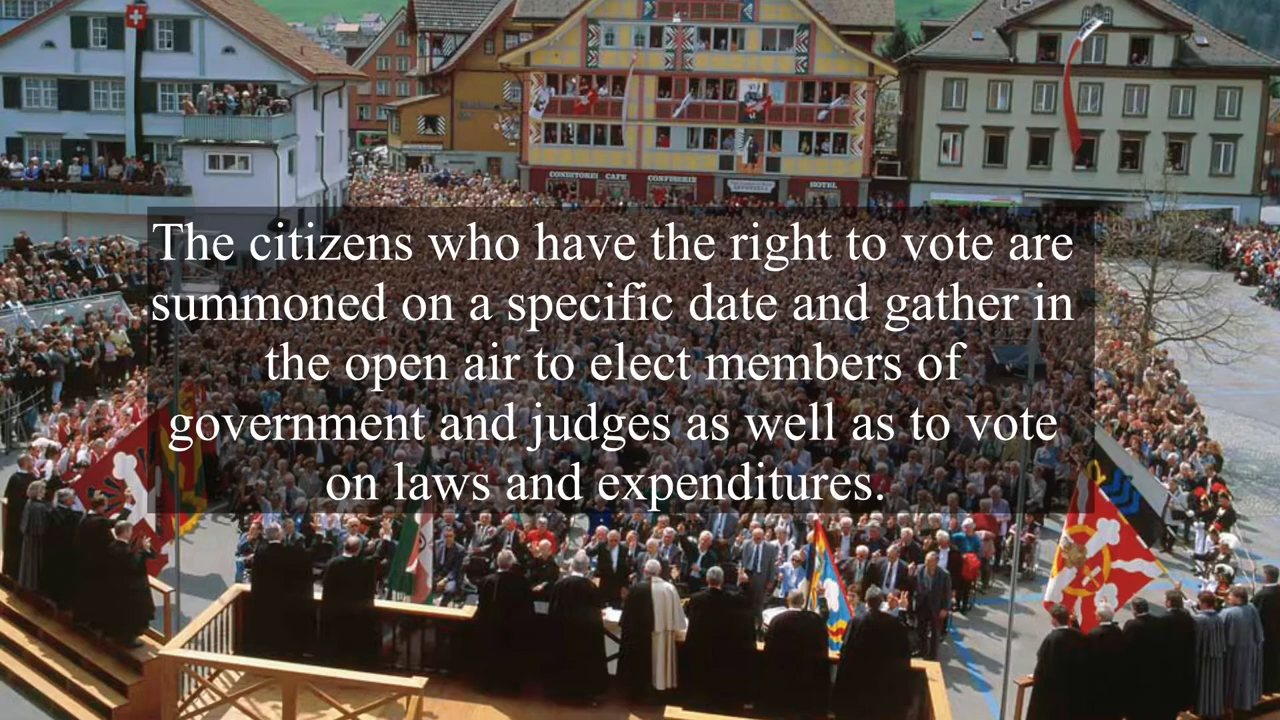 CONDITOREI CAFE CONFISERIE
HOTEL
The citizens who have the right to vote are
summoned on a specific date and gather in
the open air to elect members of
government and judges as well as to vote
on laws and expenditures.